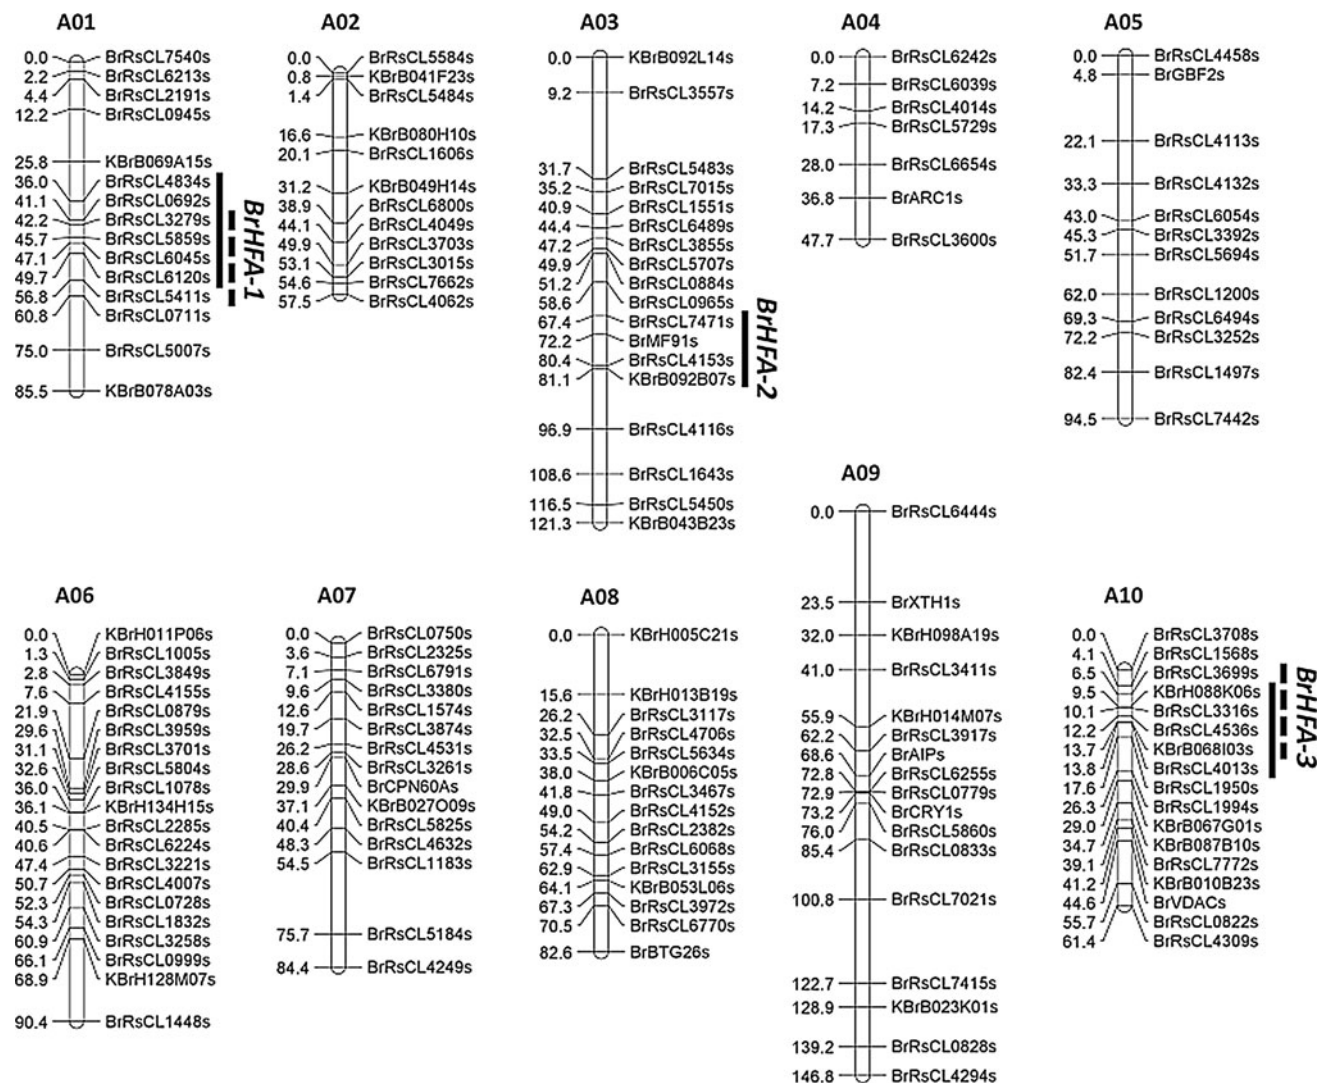 A01
0.0 BrRsCL7540s
2.2 BrRsCL6213s
4.4 BrRsCL2191s
12.2 BrRsCL0945s
25.8 KBrB069A15s
36.0 BrRsCL4834s
41.1 BrRsCL0692s
42.2 BrRsCL3279s
45.7 BrRsCL5859s
47.1 BrRsCL6045s
49.7 BrRsCL6120s
56.8 BrRsCL5411s
60.8 BrRsCL0711s
75.0 BrRsCL5007s
85.5 KBrB078A03s
BrHFA-1
A02
0.0 BrRsCL5584s
0.8 KBrB041F23s
1.4 BrRsCL5484s
16.6 KBrB080H10s
20.1 BrRsCL1606s
31.2 KBrB049H14s
38.9 BrRsCL6800s
44.1 BrRsCL4049s
49.9 BrRsCL3703s
53.1 BrRsCL3015s
54.6 BrRsCL7662s
57.5 BrRsCL4062s
A03
0.0 KBrB092L14s
9.2 BrRsCL3557s
31.7 BrRsCL5483s
35.2 BrRsCL7015s
40.9 BrRsCL1551s
44.4 BrRsCL6489s
47.2 BrRsCL3855s
49.9 BrRsCL5707s
51.2 BrRsCL0884s
58.6 BrRsCL0965s
67.4 BrRsCL7471s
72.2 BrMF91s
80.4 BrRsCL4153s
81.1 KBrB092B07s
96.9 BrRsCL4116s
108.6 BrRsCL1643s
116.5 BrRsCL5450s
121.3 KBrB043B23s
BrHFA-2
A04
0.0 BrRsCL6242s
7.2 BrRsCL6039s
14.2 BrRsCL4014s
17.3 BrRsCL5729s
28.0 BrRsCL6654s
36.8 BrARC1s
47.7 BrRsCL3600s
A05
0.0 BrRsCL4458s
4.8 BrGBF2s
22.1 BrRsCL4113s
33.3 BrRsCL4132s
43.0 BrRsCL6054s
45.3 BrRsCL3392s
51.7 BrRsCL5694s
62.0 BrRsCL1200s
69.3 BrRsCL6494s
72.2 BrRsCL3252s
82.4 BrRsCL1497s
94.5 BrRsCL7442s
A06
0.0 KBrH011P06s
1.3 BrRsCL1005s
2.8 BrRsCL3849s
7.6 BrRsCL4155s
21.9 BrRsCL0879s
29.6 BrRsCL3959s
31.1 BrRsCL3701s
32.6 BrRsCL5804s
36.0 BrRsCL1078s
36.1 KBrH134H15s
40.5 BrRsCL2285s
40.6 BrRsCL6224s
47.4 BrRsCL3221s
50.7 BrRsCL4007s
52.3 BrRsCL0728s
54.3 BrRsCL1832s
60.9 BrRsCL3258s
66.1 BrRsCL0999s
68.9 KBrH128M07s
90.4 BrRsCL1448s
A07
0.0 BrRsCL0750s
3.6 BrRsCL2325s
7.1 BrRsCL6791s
9.6 BrRsCL3380s
12.6 BrRsCL1574s
19.7 BrRsCL3874s
26.2 BrRsCL4531s
28.6 BrRsCL3261s
29.9 BrCPN60As
37.1 KBrB027O09s
40.4 BrRsCL5825s
48.3 BrRsCL4632s
54.5 BrRsCL1183s
75.7 BrRsCL5184s
84.4 BrRsCL4249s
A08
0.0 KBrH005C21s
15.6 KBrH013B19s
26.2 BrRsCL3117s
32.5 BrRsCL4706s
33.5 BrRsCL5634s
38.0 KBrB006C05s
41.8 BrRsCL3467s
49.0 BrRsCL4152s
54.2 BrRsCL2382s
57.4 BrRsCL6068s
62.9 BrRsCL3155s
64.1 KBrB053L06s
67.3 BrRsCL3972s
70.5 BrRsCL6770s
82.6 BrBTG26s
A09
0.0 BrRsCL6444s
23.5 BrXTH1s
32.0 KBrH098A19s
41.0 BrRsCL3411s
55.9 KBrH014M07s
62.2 BrRsCL3917s
68.6 BrAIPs
72.8 BrRsCL6255s
72.9 BrRsCL0779s
73.2 BrCRY1s
76.0 BrRsCL5860s
85.4 BrRsCL0833s
100.8 BrRsCL7021s
122.7 BrRsCL7415s
128.9 KBrB023K01s
139.2 BrRsCL0828s
146.8 BrRsCL4294s
A10
0.0 BrRsCL3708s
4.1 BrRsCL1568s
6.5 BrRsCL3699s
9.5 KBrH088K06s
10.1 BrRsCL3316s
12.2 BrRsCL4536s
13.7 KBrB068I03s
13.8 BrRsCL4013s
17.6 BrRsCL1950s
26.3 BrRsCL1994s
29.0 KBrB067G01s
34.7 KBrB087B10s
39.1 BrRsCL7772s
41.2 KBrB010B23s
44.6 BrVDACs
55.7 BrRsCL0822s
61.4 BrRsCL4309s
BrHFA-3